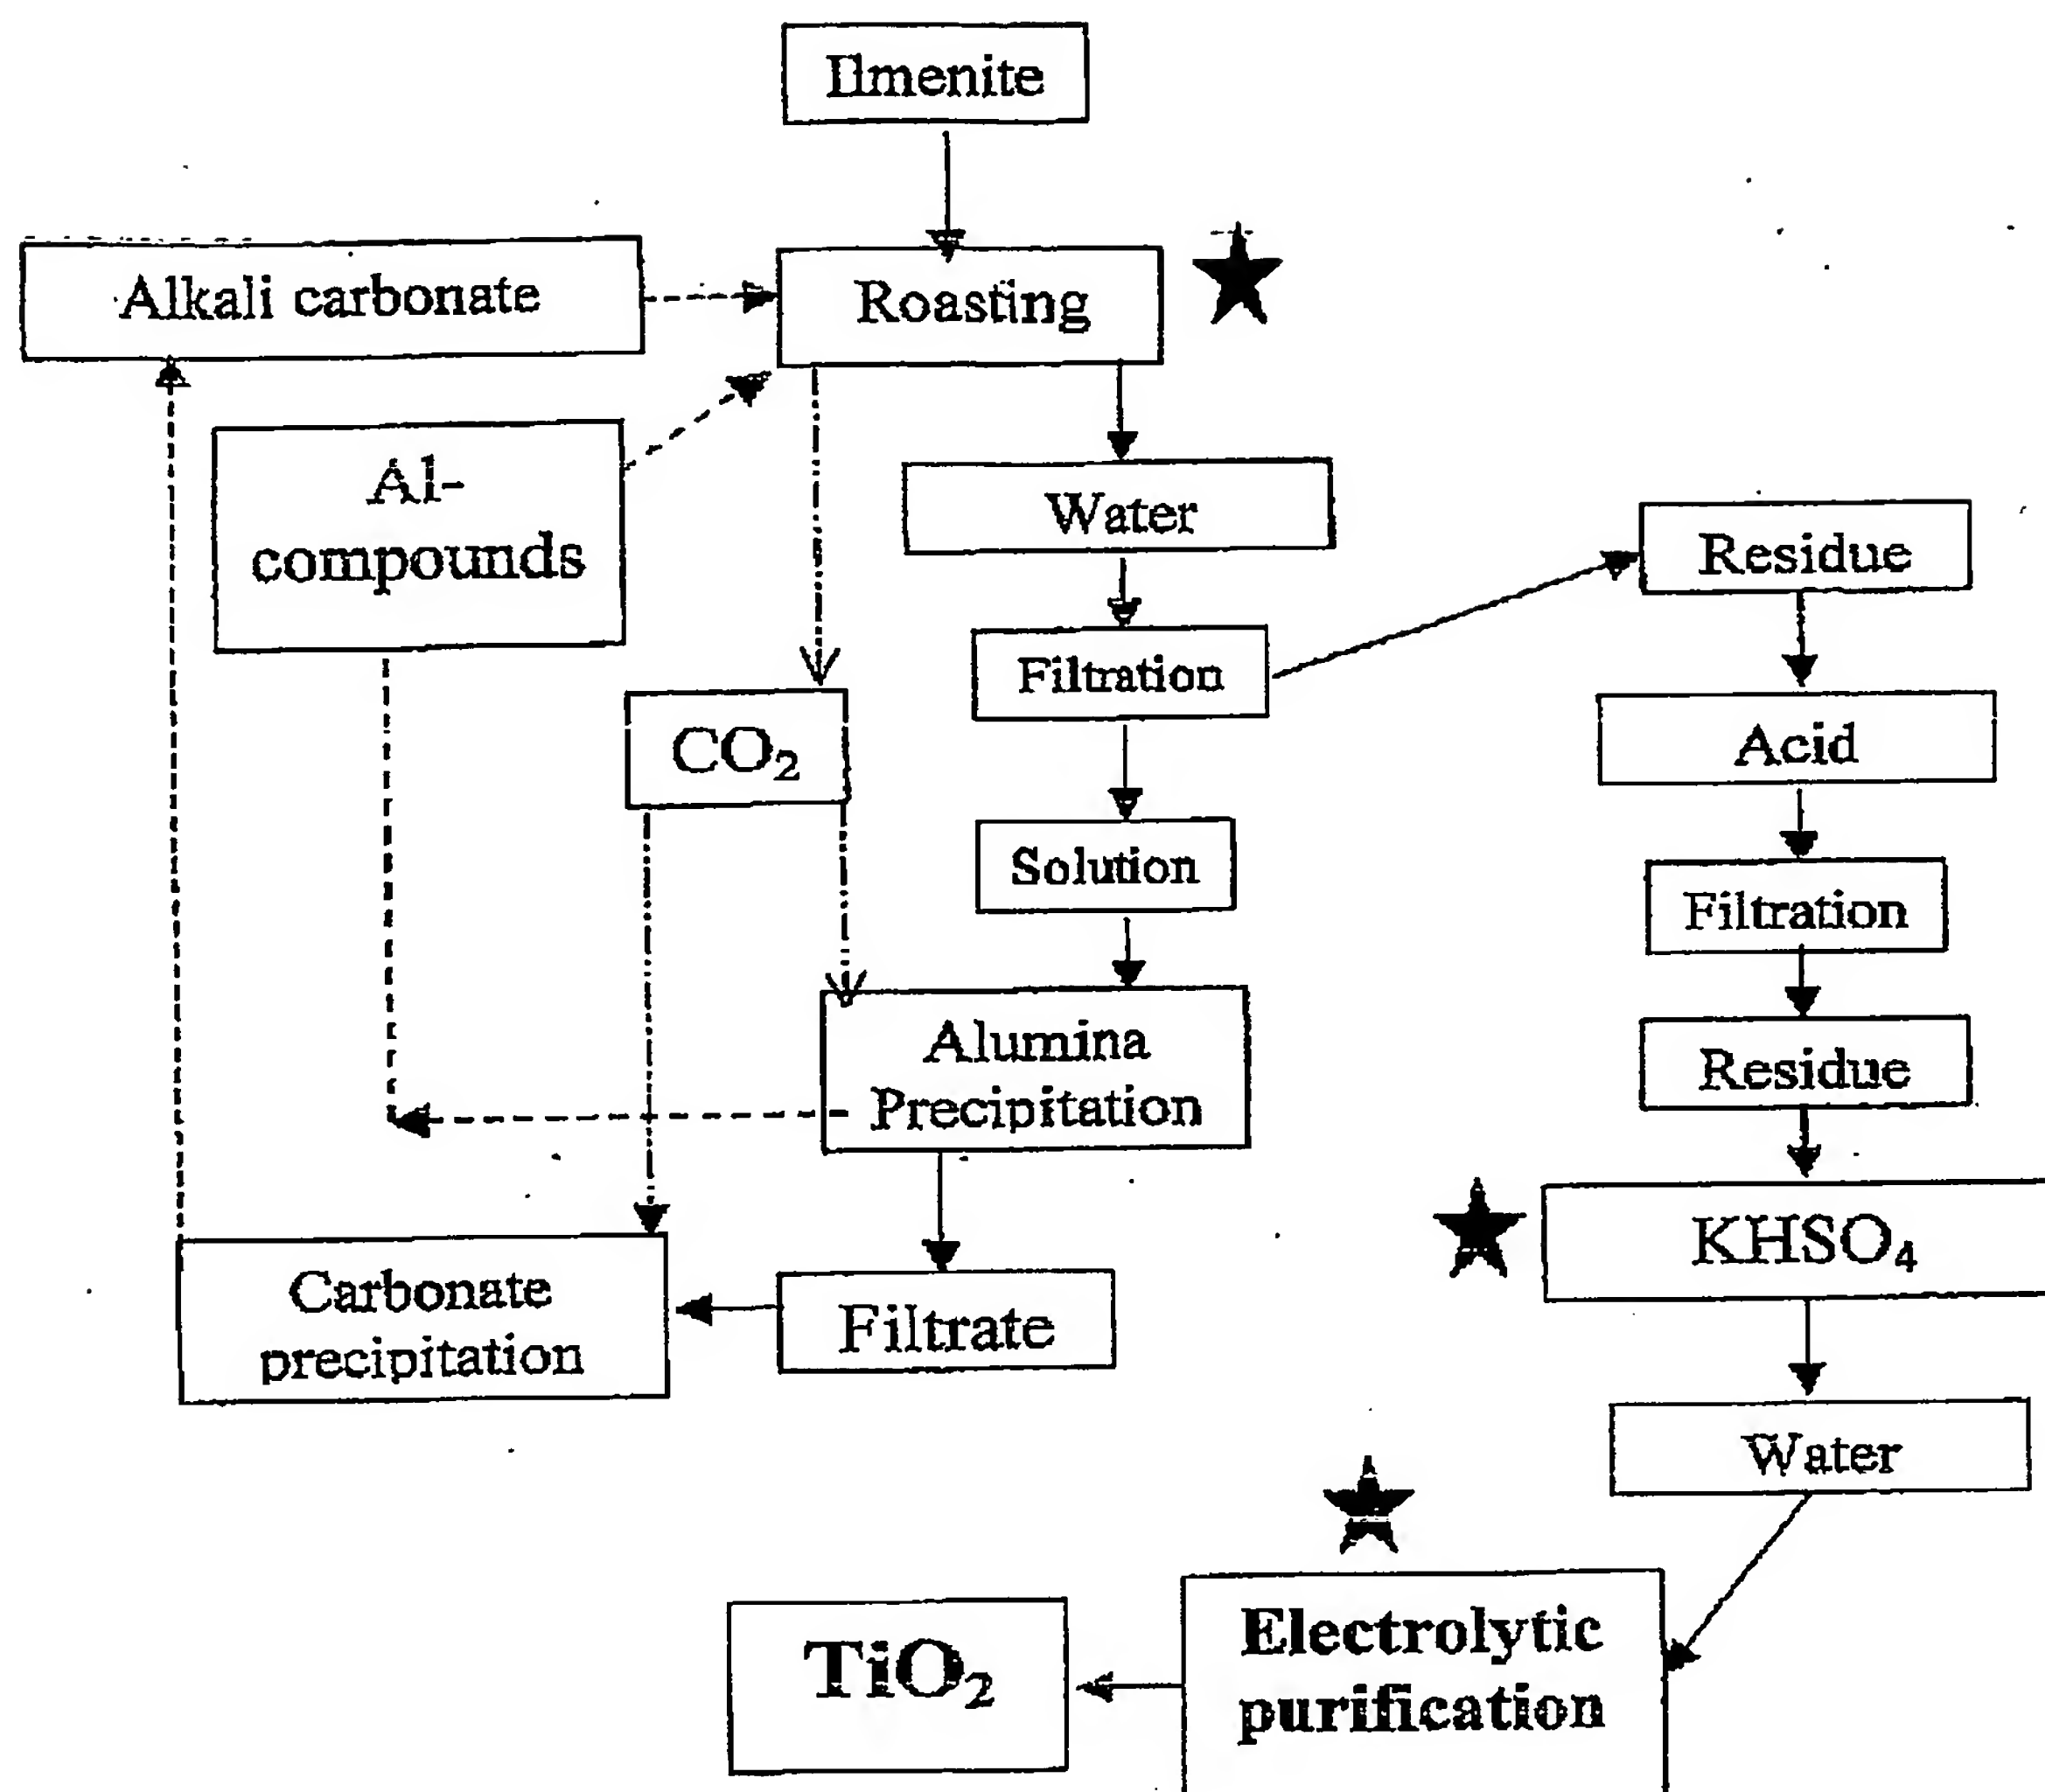 Ilmenite
Alkali carbonate
Roasting
Al-
compounds
Water
Residue
Filtration
CO₂
Acid
Solution
Filtration
Alumina
Precipitation
Residue
KHSO₄
Carbonate
precipitation
Filtrate
Water
TiO₂
Electrolytic
purification